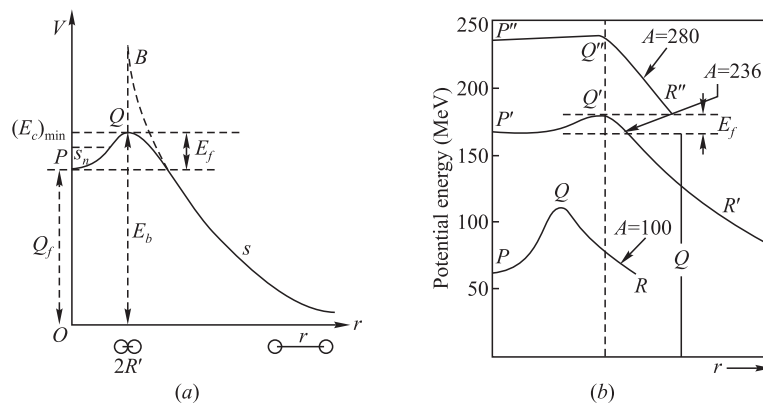 V
B
Q
(E_c)_min
P
s_n
E_f
Q_f
E_b
s
O
r
r
2R′
(a)
Potential energy (MeV)
250
200
150
100
50
P″
Q″
A=280
A=236
R″
P′
Q′
E_f
Q
P
A=100
R′
R
Q
r
(b)